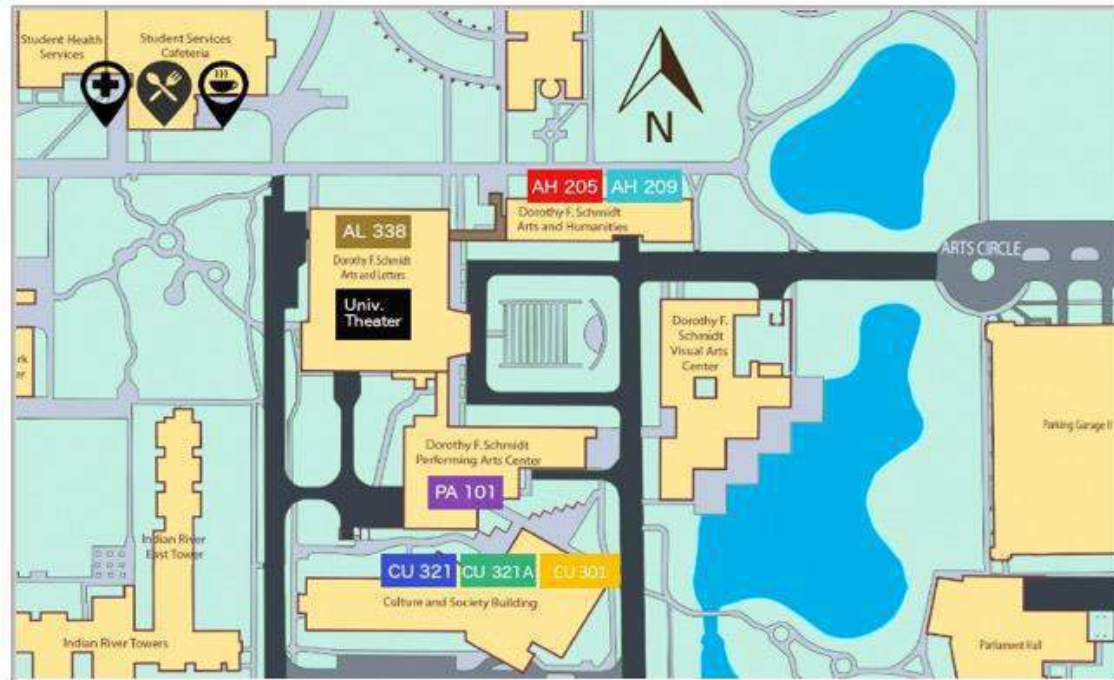 Student Health
Services
Student Services
Cafeteria
N
AH 205
AH 209
Dorothy F. Schmidt
Arts and Humanities
AL 338
Dorothy F. Schmidt
Arts and Letters
Univ.
Theater
ARTS CIRCLE
Dorothy F.
Schmidt
Visual Arts
Center
Parking Garage II
Dorothy F. Schmidt
Performing Arts Center
PA 101
Indian River
East Tower
CU 321
CU 321A
CU 301
Culture and Society Building
Indian River Towers
Parliament Hall